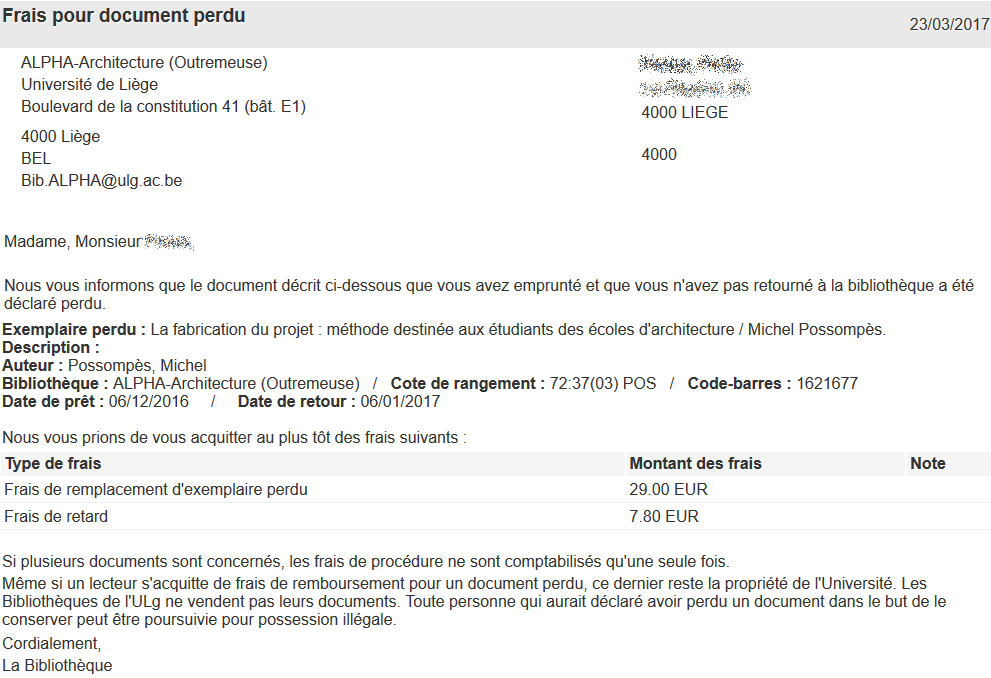 Frais pour document perdu
23/03/2017
ALPHA-Architecture (Outremeuse)
Université de Liège
Boulevard de la constitution 41 (bât. E1)
4000 Liège
BEL
Bib.ALPHA@ulg.ac.be
4000 LIEGE
4000
Madame, Monsieur
Nous vous informons que le document décrit ci-dessous que vous avez emprunté et que vous n'avez pas retourné à la bibliothèque a été
déclaré perdu.
Exemplaire perdu : La fabrication du projet : méthode destinée aux étudiants des écoles d'architecture / Michel Possompès.
Description :
Auteur : Possompès, Michel
Bibliothèque : ALPHA-Architecture (Outremeuse) / Cote de rangement : 72:37(03) POS / Code-barres : 1621677
Date de prêt : 06/12/2016 / Date de retour : 06/01/2017
Nous vous prions de vous acquitter au plus tôt des frais suivants :
Type de frais Montant des frais Note
Frais de remplacement d'exemplaire perdu 29.00 EUR
Frais de retard 7.80 EUR
Si plusieurs documents sont concernés, les frais de procédure ne sont comptabilisés qu'une seule fois.
Même si un lecteur s'acquitte de frais de remboursement pour un document perdu, ce dernier reste la propriété de l'Université. Les
Bibliothèques de l'ULg ne vendent pas leurs documents. Toute personne qui aurait déclaré avoir perdu un document dans le but de le
conserver peut être poursuivie pour possession illégale.
Cordialement,
La Bibliothèque